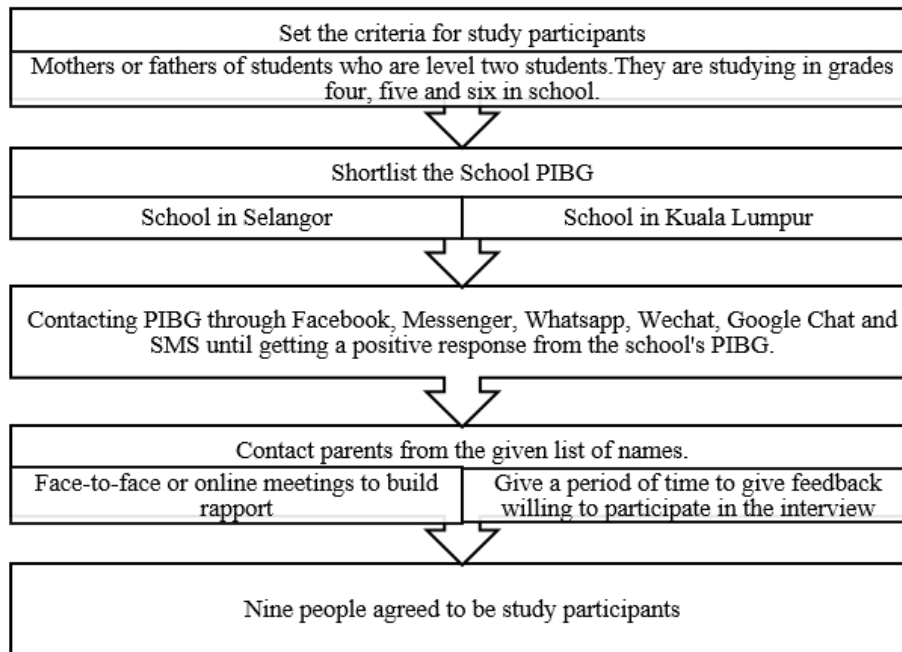 Set the criteria for study participants
Mothers or fathers of students who are level two students.They are studying in grades
four, five and six in school.
Shortlist the School PIBG
School in Selangor
School in Kuala Lumpur
Contacting PIBG through Facebook, Messenger, Whatsapp, Wechat, Google Chat and
SMS until getting a positive response from the school's PIBG.
Contact parents from the given list of names.
Face-to-face or online meetings to build
rapport
Give a period of time to give feedback
willing to participate in the interview
Nine people agreed to be study participants